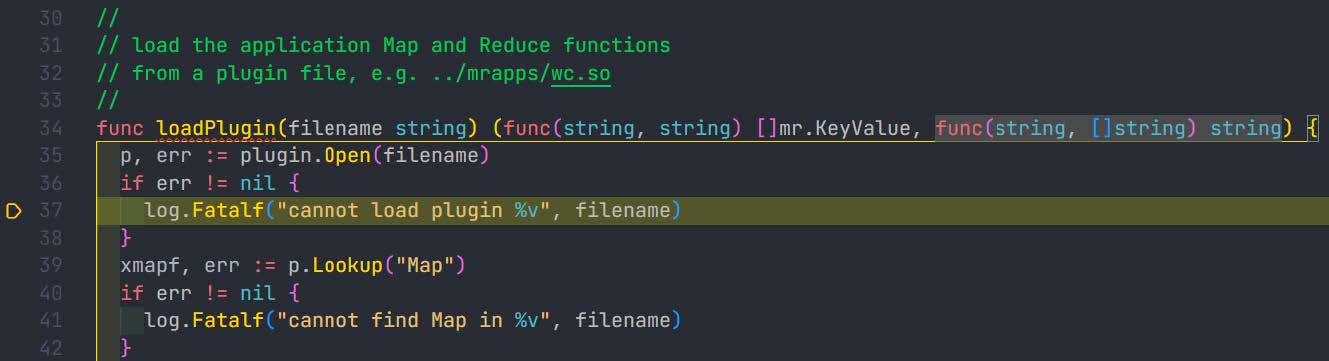 30 //
31 // load the application Map and Reduce functions
32 // from a plugin file, e.g. ../mrapps/wc.so
33 //
34 func loadPlugin(filename string) (func(string, string) []mr.KeyValue, func(string, []string) string) {
35 p, err := plugin.Open(filename)
36 if err != nil {
37 log.Fatalf("cannot load plugin %v", filename)
38 }
39 xmapf, err := p.Lookup("Map")
40 if err != nil {
41 log.Fatalf("cannot find Map in %v", filename)
42 }